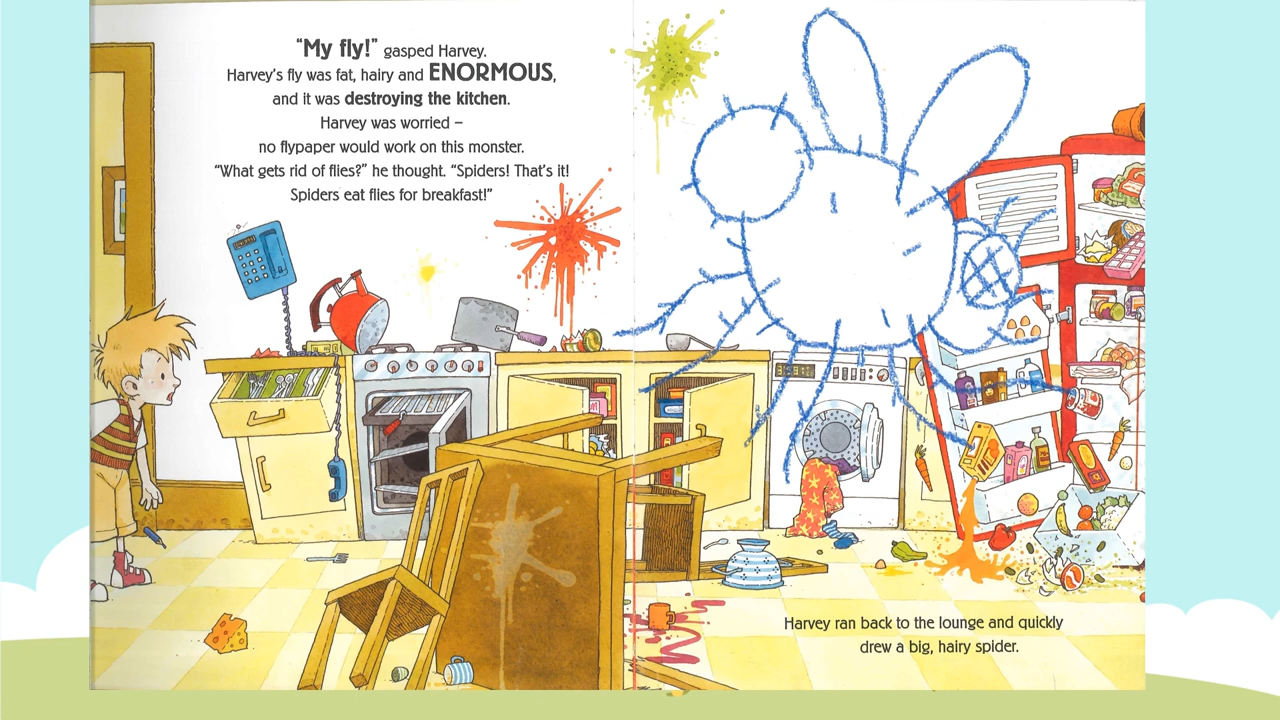 “My fly!” gasped Harvey.
Harvey’s fly was fat, hairy and ENORMOUS,
and it was destroying the kitchen.
Harvey was worried –
no flypaper would work on this monster.
“What gets rid of flies?” he thought. “Spiders! That’s it!
Spiders eat flies for breakfast!”
Harvey ran back to the lounge and quickly
drew a big, hairy spider.